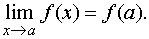 lim f(x) = f(a).
x→a